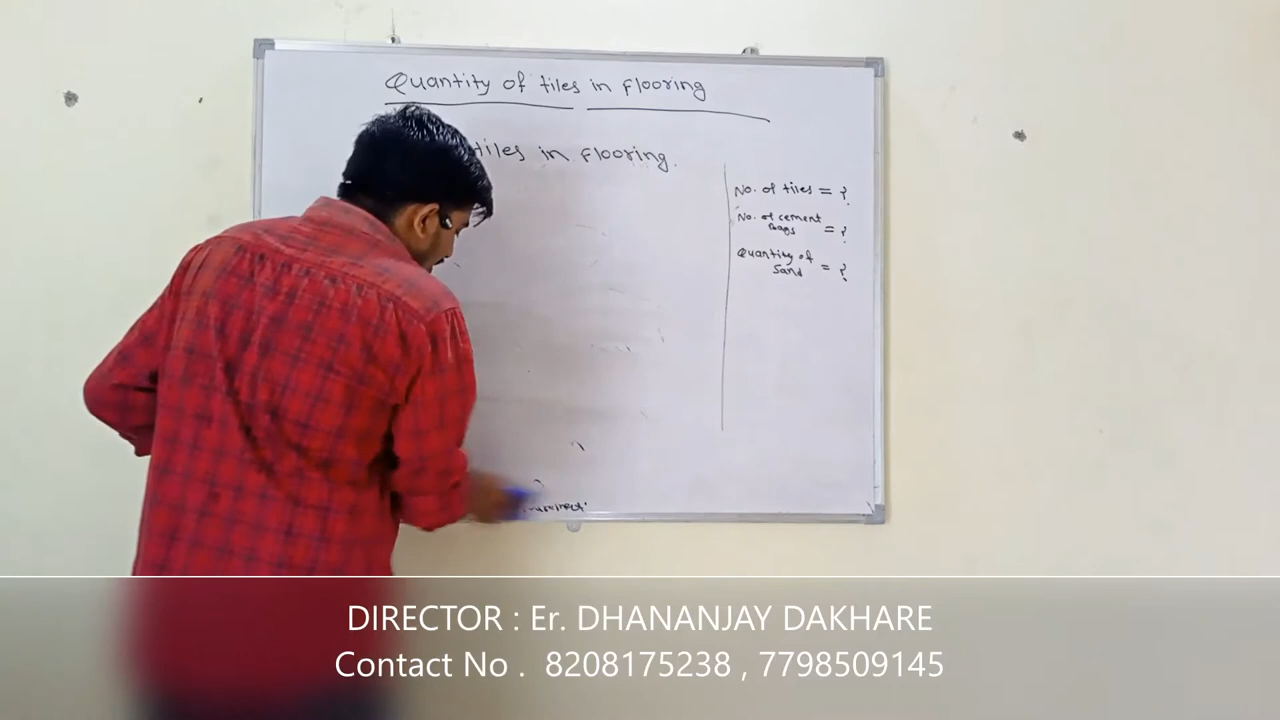 Quantity of tiles in Flooring
tiles in Flooring.
No. of tiles = ?
No. of cement
Bags = ?
Quantity of
Sand = ?
DIRECTOR : Er. DHANANJAY DAKHARE
Contact No . 8208175238 , 7798509145